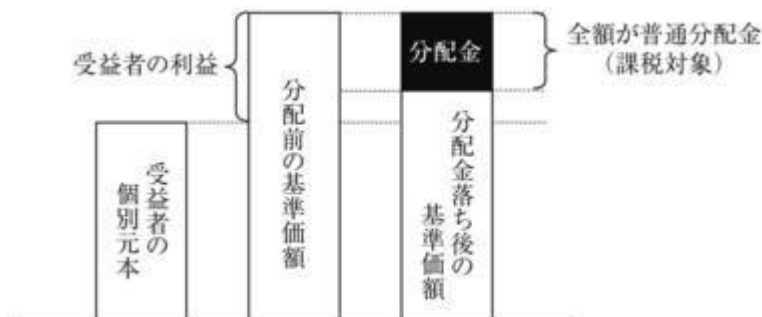 受益者の利益
分配金
全額が普通分配金
（課税対象）
受益者の
個別元本
分配前の基準価額
分配金落ち後の
基準価額